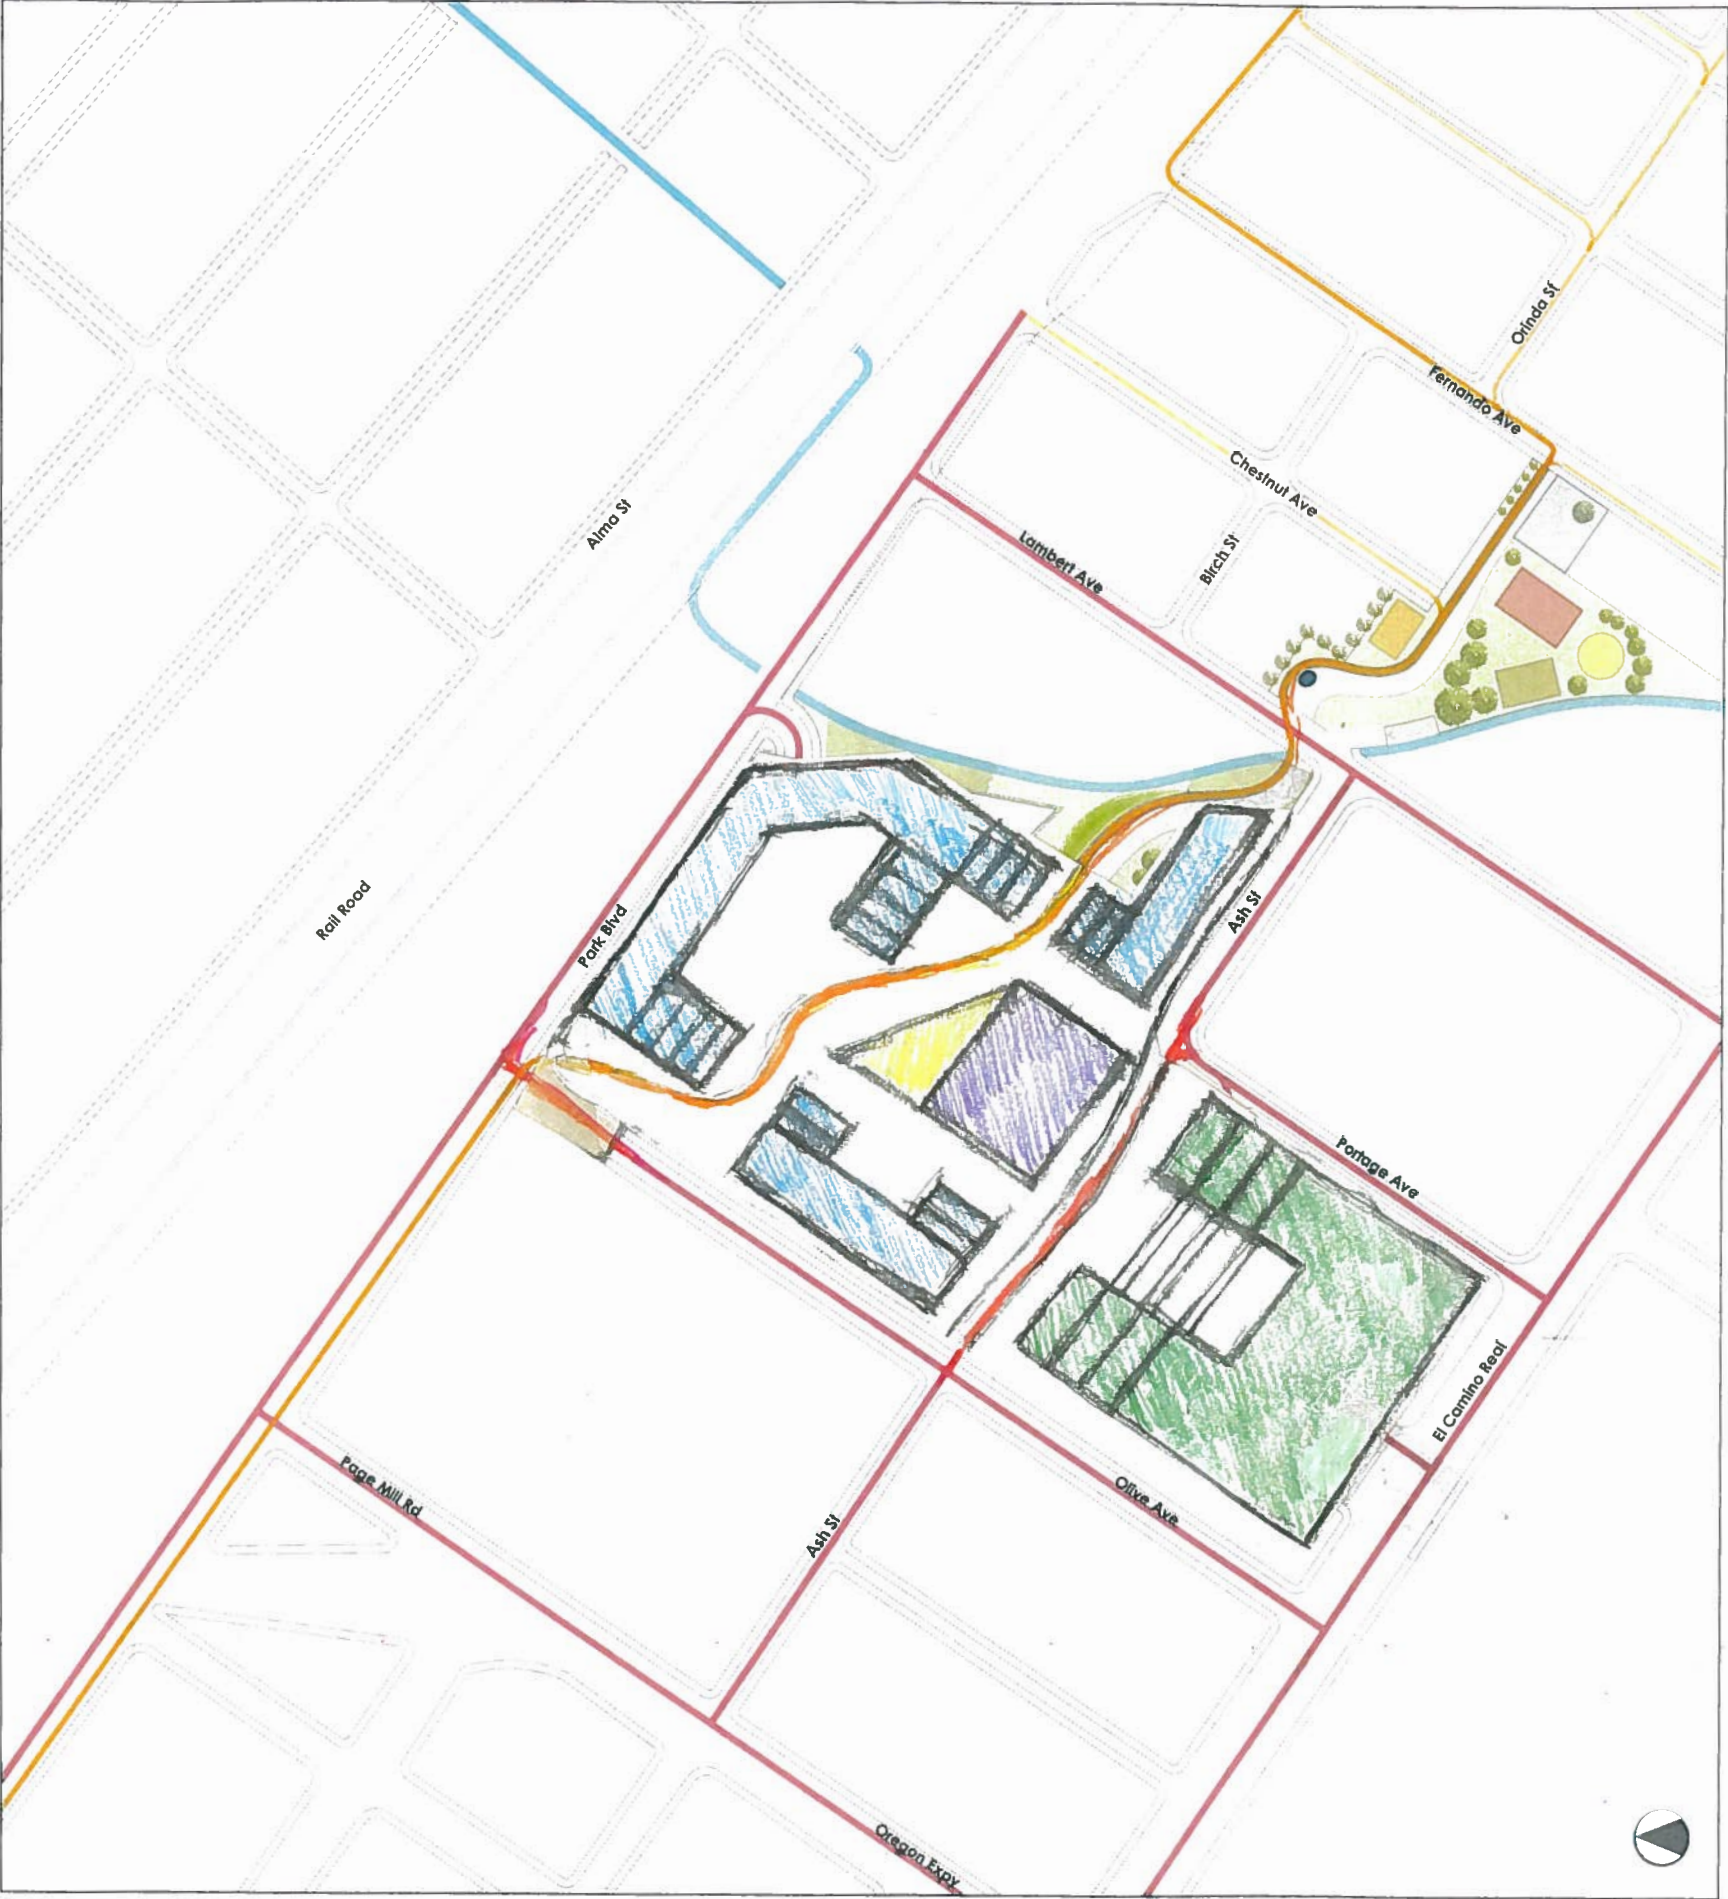 Orinda St
Fernando Ave
Chestnut Ave
Alma St
Lambert Ave
Birch St
Rail Road
Park Blvd
Ash St
Portage Ave
El Camino Real
Page Mill Rd
Olive Ave
Ash St
Oregon Expy